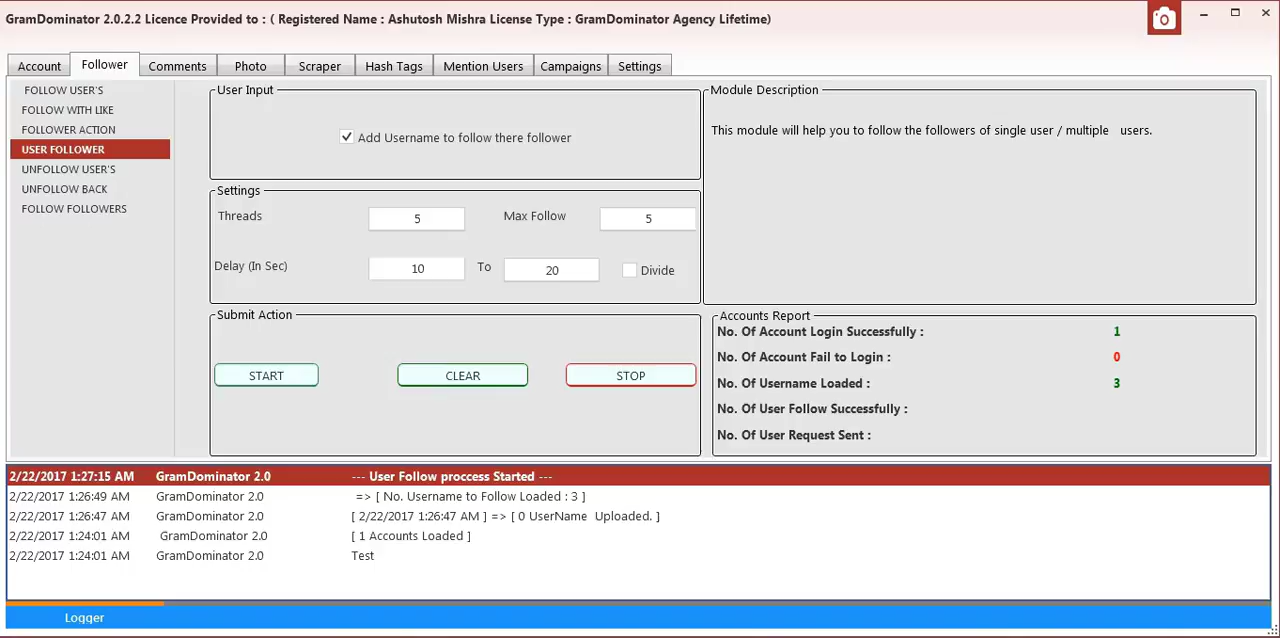 GramDominator 2.0.2.2 Licence Provided to : ( Registered Name : Ashutosh Mishra License Type : GramDominator Agency Lifetime)
Account Follower Comments Photo Scraper Hash Tags Mention Users Campaigns Settings
FOLLOW USER'S
FOLLOW WITH LIKE
FOLLOWER ACTION
USER FOLLOWER
UNFOLLOW USER'S
UNFOLLOW BACK
FOLLOW FOLLOWERS
User Input
Add Username to follow there follower
Settings
Threads 5 Max Follow 5
Delay (In Sec) 10 To 20 Divide
Submit Action
START CLEAR STOP
Module Description
This module will help you to follow the followers of single user / multiple users.
Accounts Report
No. Of Account Login Successfully : 1
No. Of Account Fail to Login : 0
No. Of Username Loaded : 3
No. Of User Follow Successfully :
No. Of User Request Sent :
2/22/2017 1:27:15 AM GramDominator 2.0 --- User Follow proccess Started ---
2/22/2017 1:26:49 AM GramDominator 2.0 => [ No. Username to Follow Loaded : 3 ]
2/22/2017 1:26:47 AM GramDominator 2.0 [ 2/22/2017 1:26:47 AM ] => [ 0 UserName Uploaded. ]
2/22/2017 1:24:01 AM GramDominator 2.0 [ 1 Accounts Loaded ]
2/22/2017 1:24:01 AM GramDominator 2.0 Test
Logger